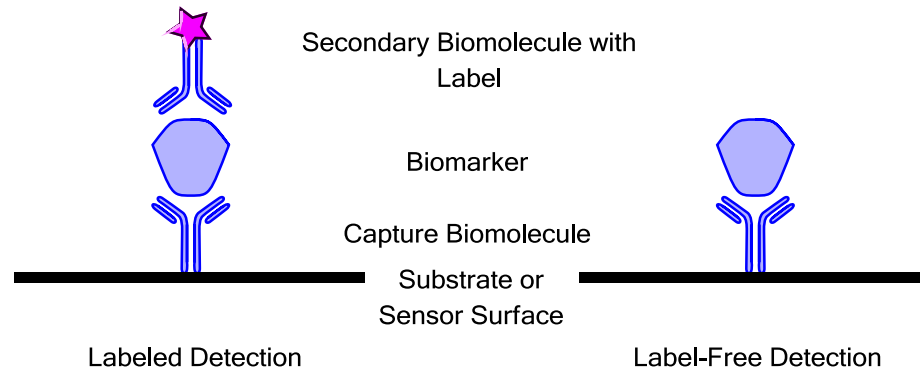 Secondary Biomolecule with
Label
Biomarker
Capture Biomolecule
Substrate or
Sensor Surface
Labeled Detection
Label-Free Detection